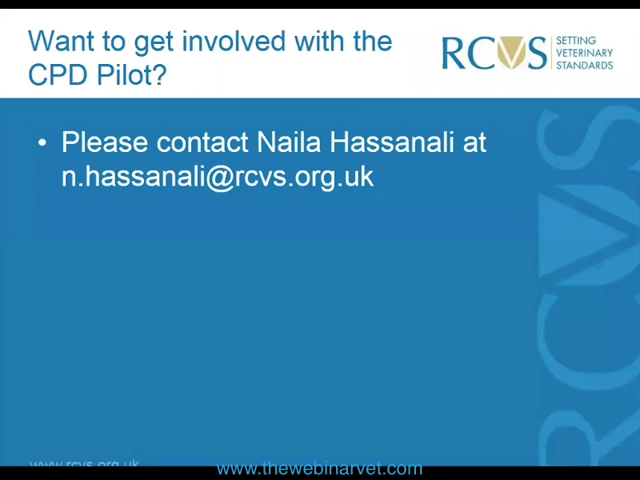 Want to get involved with the
CPD Pilot?
RCVS
SETTING
VETERINARY
STANDARDS
• Please contact Naila Hassanali at
n.hassanali@rcvs.org.uk
RCVS
www.rcvs.org.uk
www.thewebinarvet.com